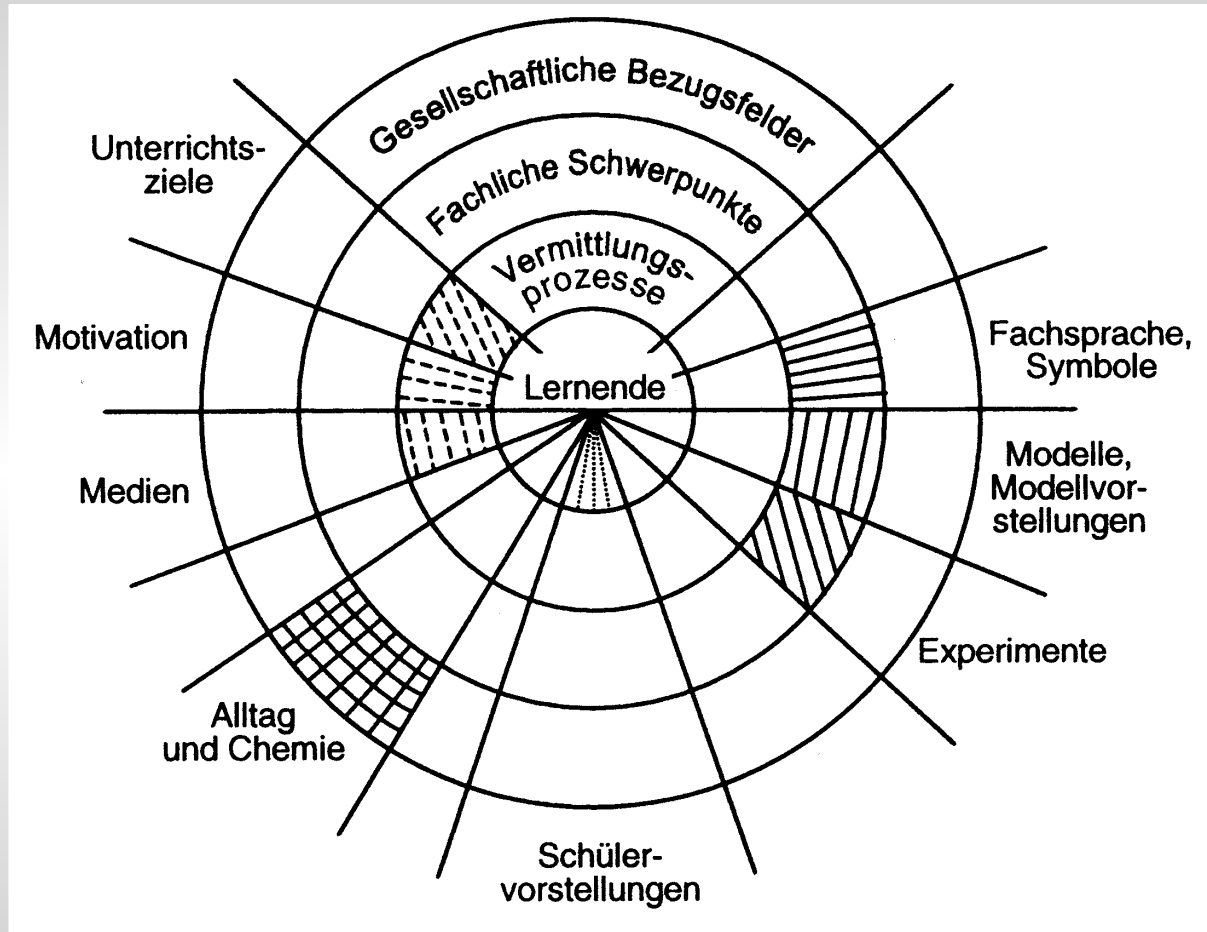 Gesellschaftliche Bezugsfelder
Fachliche Schwerpunkte
Vermittlungs-
prozesse
Lernende
Unterrichts-
ziele
Motivation
Medien
Alltag
und Chemie
Schüler-
vorstellungen
Experimente
Modelle,
Modellvor-
stellungen
Fachsprache,
Symbole